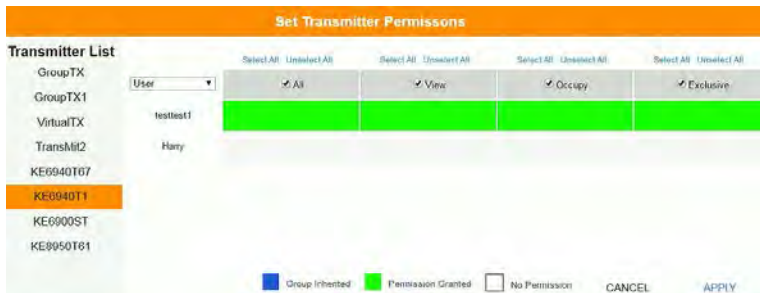 Set Transmitter Permissons
Transmitter List
Select All Unselect All Select All Unselect All Select All Unselect All Select All Unselect All
GroupTX
User All View Occupy Exclusive
GroupTX1
testtest1
VirtualTX
TransMit2 Harry
KE6940T67
KE6940T1
KE6900ST
KE8950T61
Group Inherited Permission Granted No Permission CANCEL APPLY